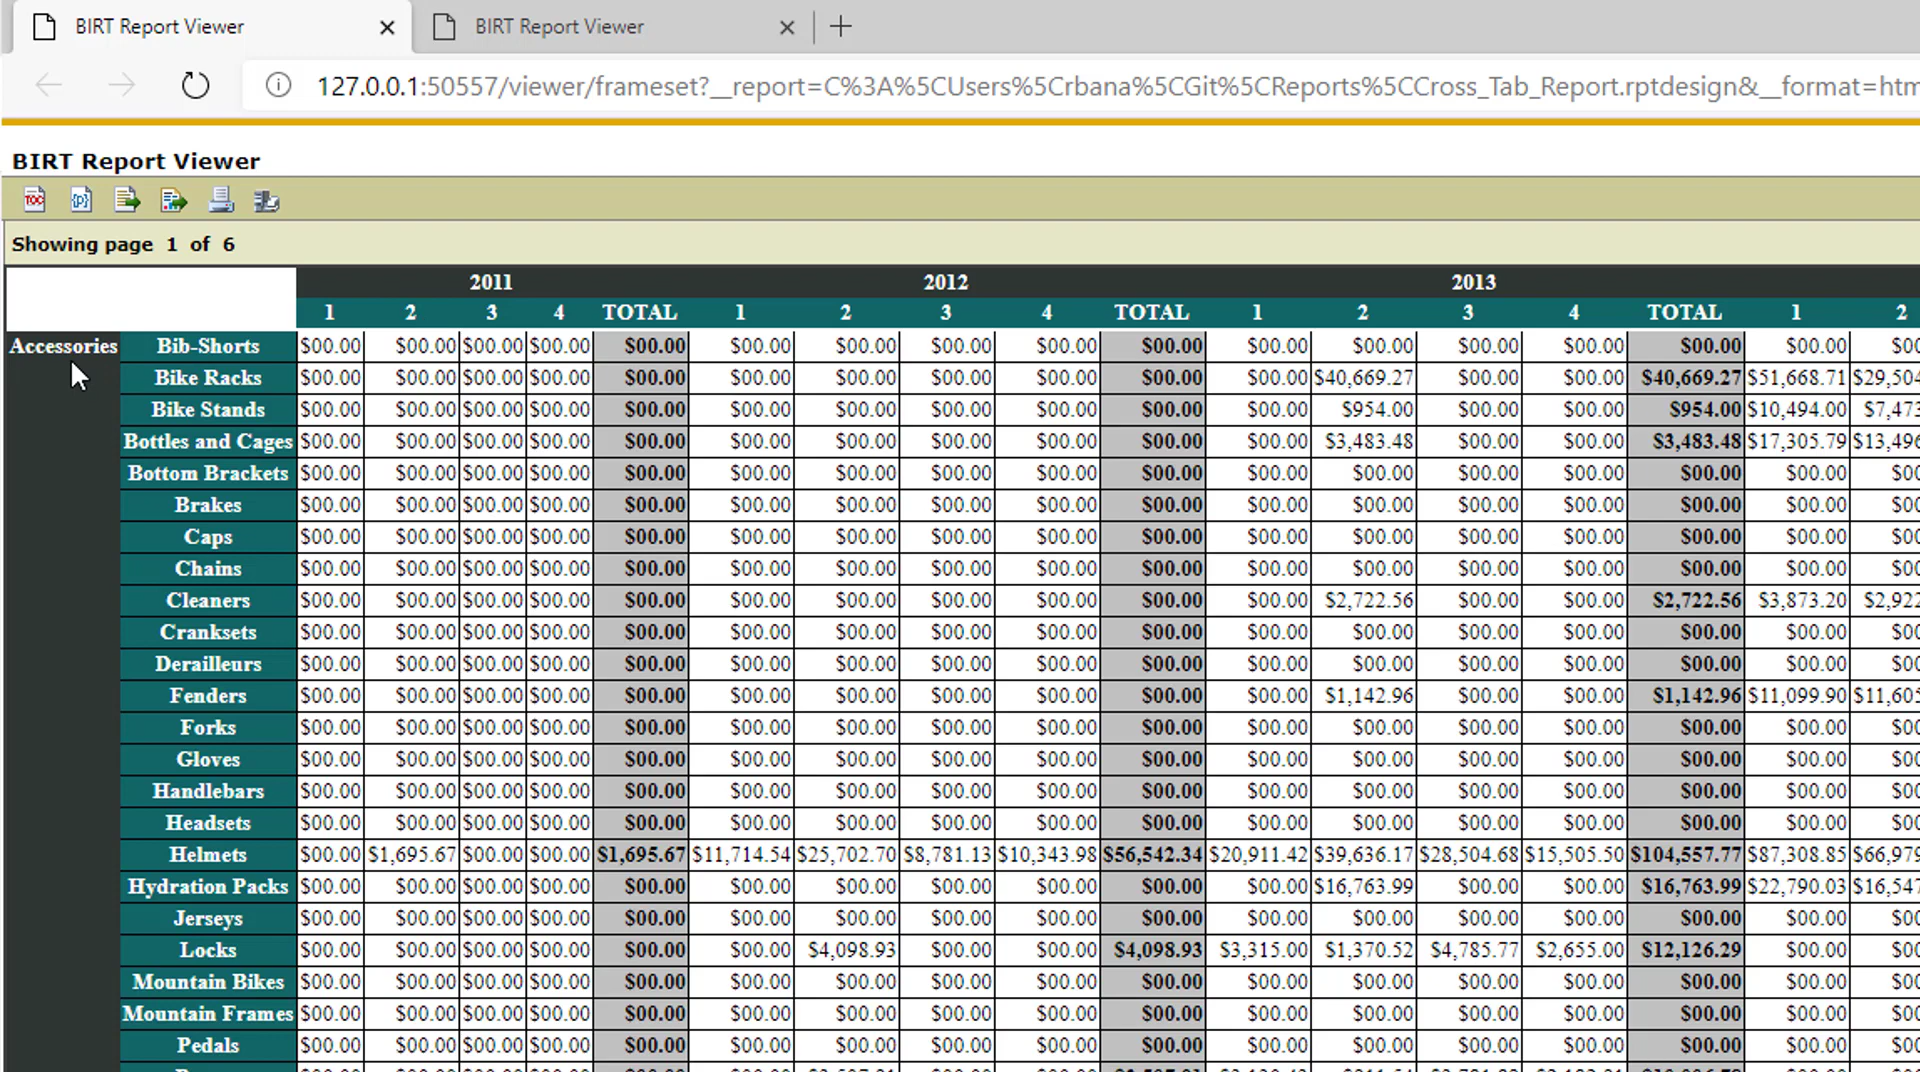 BIRT Report Viewer
BIRT Report Viewer
127.0.0.1:50557/viewer/frameset?__report=C%3A%5CUsers%5Crbana%5CGit%5CReports%5CCross_Tab_Report.rptdesign&__format=htm
BIRT Report Viewer
TOC
Showing page 1 of 6
2011 2012 2013
1 2 3 4 TOTAL 1 2 3 4 TOTAL 1 2 3 4 TOTAL 1 2
Accessories Bib-Shorts $00.00 $00.00 $00.00 $00.00 $00.00 $00.00 $00.00 $00.00 $00.00 $00.00 $00.00 $00.00 $00.00 $00.00 $00.00 $00.00 $00
Bike Racks $00.00 $00.00 $00.00 $00.00 $00.00 $00.00 $00.00 $00.00 $00.00 $00.00 $00.00 $40,669.27 $00.00 $00.00 $40,669.27 $51,668.71 $29,504
Bike Stands $00.00 $00.00 $00.00 $00.00 $00.00 $00.00 $00.00 $00.00 $00.00 $00.00 $00.00 $954.00 $00.00 $00.00 $954.00 $10,494.00 $7,473
Bottles and Cages $00.00 $00.00 $00.00 $00.00 $00.00 $00.00 $00.00 $00.00 $00.00 $00.00 $00.00 $3,483.48 $00.00 $00.00 $3,483.48 $17,305.79 $13,496
Bottom Brackets $00.00 $00.00 $00.00 $00.00 $00.00 $00.00 $00.00 $00.00 $00.00 $00.00 $00.00 $00.00 $00.00 $00.00 $00.00 $00.00 $00
Brakes $00.00 $00.00 $00.00 $00.00 $00.00 $00.00 $00.00 $00.00 $00.00 $00.00 $00.00 $00.00 $00.00 $00.00 $00.00 $00.00 $00
Caps $00.00 $00.00 $00.00 $00.00 $00.00 $00.00 $00.00 $00.00 $00.00 $00.00 $00.00 $00.00 $00.00 $00.00 $00.00 $00.00 $00
Chains $00.00 $00.00 $00.00 $00.00 $00.00 $00.00 $00.00 $00.00 $00.00 $00.00 $00.00 $00.00 $00.00 $00.00 $00.00 $00.00 $00
Cleaners $00.00 $00.00 $00.00 $00.00 $00.00 $00.00 $00.00 $00.00 $00.00 $00.00 $00.00 $2,722.56 $00.00 $00.00 $2,722.56 $3,873.20 $2,922
Cranksets $00.00 $00.00 $00.00 $00.00 $00.00 $00.00 $00.00 $00.00 $00.00 $00.00 $00.00 $00.00 $00.00 $00.00 $00.00 $00.00 $00
Derailleurs $00.00 $00.00 $00.00 $00.00 $00.00 $00.00 $00.00 $00.00 $00.00 $00.00 $00.00 $00.00 $00.00 $00.00 $00.00 $00.00 $00
Fenders $00.00 $00.00 $00.00 $00.00 $00.00 $00.00 $00.00 $00.00 $00.00 $00.00 $00.00 $1,142.96 $00.00 $00.00 $1,142.96 $11,099.90 $11,605
Forks $00.00 $00.00 $00.00 $00.00 $00.00 $00.00 $00.00 $00.00 $00.00 $00.00 $00.00 $00.00 $00.00 $00.00 $00.00 $00.00 $00
Gloves $00.00 $00.00 $00.00 $00.00 $00.00 $00.00 $00.00 $00.00 $00.00 $00.00 $00.00 $00.00 $00.00 $00.00 $00.00 $00.00 $00
Handlebars $00.00 $00.00 $00.00 $00.00 $00.00 $00.00 $00.00 $00.00 $00.00 $00.00 $00.00 $00.00 $00.00 $00.00 $00.00 $00.00 $00
Headsets $00.00 $00.00 $00.00 $00.00 $00.00 $00.00 $00.00 $00.00 $00.00 $00.00 $00.00 $00.00 $00.00 $00.00 $00.00 $00.00 $00
Helmets $00.00 $1,695.67 $00.00 $00.00 $1,695.67 $11,714.54 $25,702.70 $8,781.13 $10,343.98 $56,542.34 $20,911.42 $39,636.17 $28,504.68 $15,505.50 $104,557.77 $87,308.85 $66,979
Hydration Packs $00.00 $00.00 $00.00 $00.00 $00.00 $00.00 $00.00 $00.00 $00.00 $00.00 $00.00 $16,763.99 $00.00 $00.00 $16,763.99 $22,790.03 $16,547
Jerseys $00.00 $00.00 $00.00 $00.00 $00.00 $00.00 $00.00 $00.00 $00.00 $00.00 $00.00 $00.00 $00.00 $00.00 $00.00 $00.00 $00
Locks $00.00 $00.00 $00.00 $00.00 $00.00 $00.00 $4,098.93 $00.00 $00.00 $4,098.93 $3,315.00 $1,370.52 $4,785.77 $2,655.00 $12,126.29 $00.00 $00
Mountain Bikes $00.00 $00.00 $00.00 $00.00 $00.00 $00.00 $00.00 $00.00 $00.00 $00.00 $00.00 $00.00 $00.00 $00.00 $00.00 $00.00 $00
Mountain Frames $00.00 $00.00 $00.00 $00.00 $00.00 $00.00 $00.00 $00.00 $00.00 $00.00 $00.00 $00.00 $00.00 $00.00 $00.00 $00.00 $00
Pedals $00.00 $00.00 $00.00 $00.00 $00.00 $00.00 $00.00 $00.00 $00.00 $00.00 $00.00 $00.00 $00.00 $00.00 $00.00 $00.00 $00